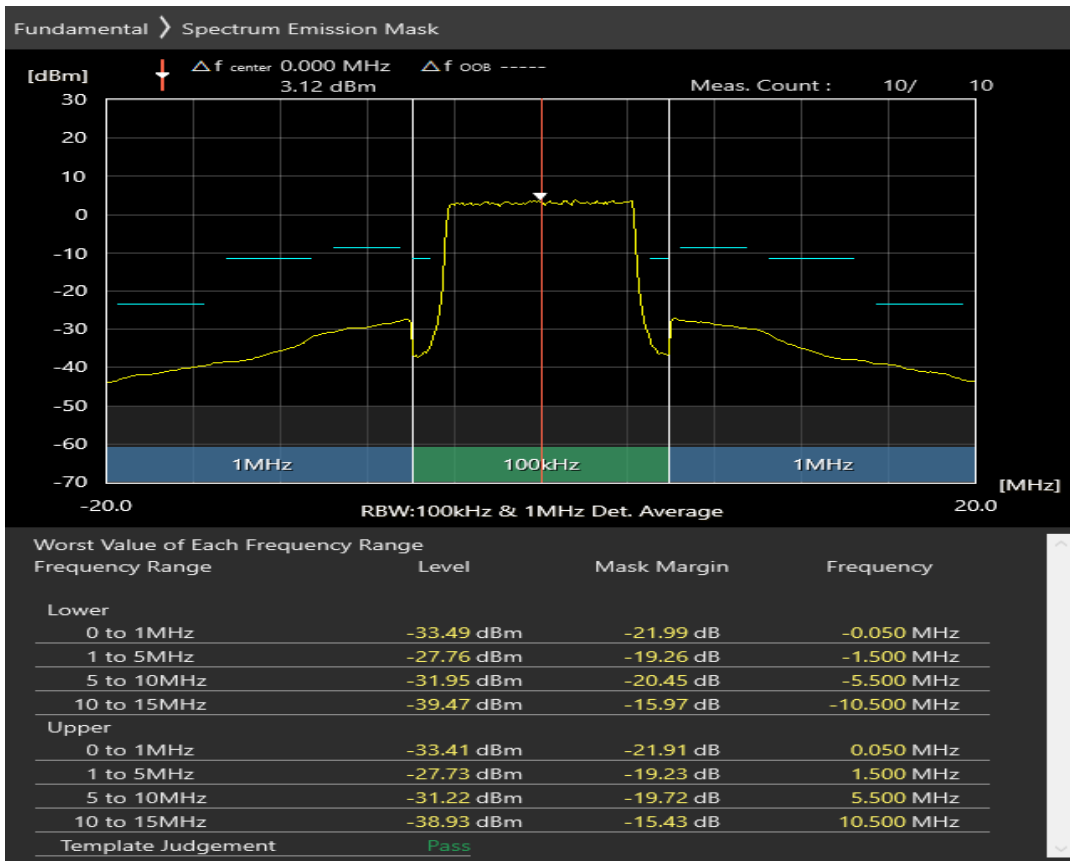 Fundamental ❭ Spectrum Emission Mask
[dBm] △f center 0.000 MHz △f OOB -----
3.12 dBm Meas. Count : 10/ 10
30
20
10
0
-10
-20
-30
-40
-50
-60
1MHz 100kHz 1MHz
-70 [MHz]
-20.0 RBW:100kHz & 1MHz Det. Average 20.0
Worst Value of Each Frequency Range
Frequency Range Level Mask Margin Frequency
Lower
0 to 1MHz -33.49 dBm -21.99 dB -0.050 MHz
1 to 5MHz -27.76 dBm -19.26 dB -1.500 MHz
5 to 10MHz -31.95 dBm -20.45 dB -5.500 MHz
10 to 15MHz -39.47 dBm -15.97 dB -10.500 MHz
Upper
0 to 1MHz -33.41 dBm -21.91 dB 0.050 MHz
1 to 5MHz -27.73 dBm -19.23 dB 1.500 MHz
5 to 10MHz -31.22 dBm -19.72 dB 5.500 MHz
10 to 15MHz -38.93 dBm -15.43 dB 10.500 MHz
Template Judgement Pass